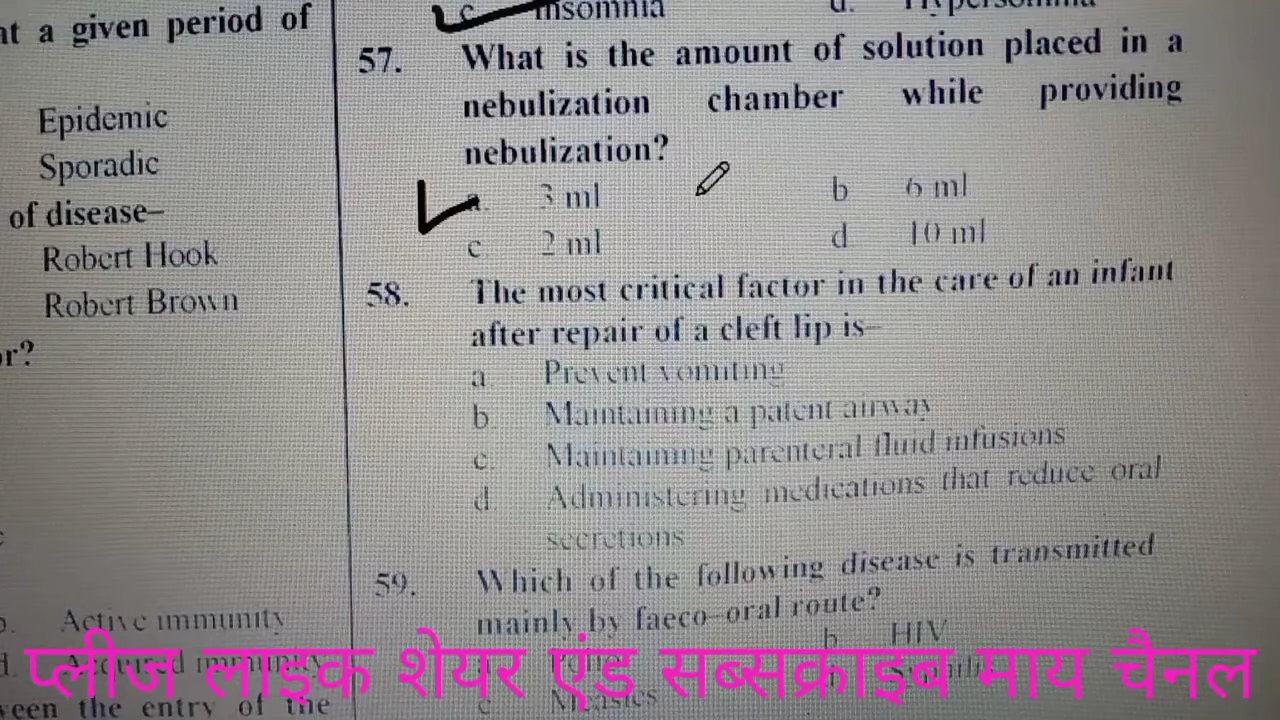 at a given period of
Epidemic
Sporadic
of disease–
Robert Hook
Robert Brown
or?
Active immunity
immunity
ween the entry of the
c Insomnia d.
57. What is the amount of solution placed in a
nebulization chamber while providing
nebulization?
a. 3 ml b 6 ml
c 2 ml d 10 ml
58. The most critical factor in the care of an infant
after repair of a cleft lip is–
a. Prevent vomiting
b. Maintaining a patent airway
c. Maintaining parenteral fluid infusions
d. Administering medications that reduce oral
secretions
59. Which of the following disease is transmitted
mainly by faeco-oral route?
b HIV
c Measles
प्लीज लाइक शेयर एंड सब्सक्राइब माय चैनल